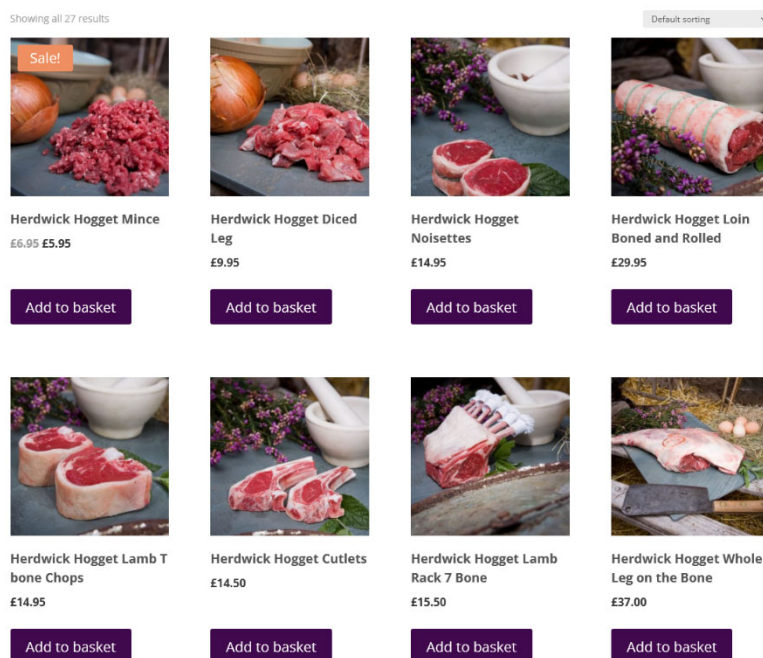 Showing all 27 results
Default sorting
Sale!
Herdwick Hogget Mince
£6.95 £5.95
Add to basket
Herdwick Hogget Diced
Leg
£9.95
Add to basket
Herdwick Hogget
Noisettes
£14.95
Add to basket
Herdwick Hogget Loin
Boned and Rolled
£29.95
Add to basket
Herdwick Hogget Lamb T
bone Chops
£14.95
Add to basket
Herdwick Hogget Cutlets
£14.50
Add to basket
Herdwick Hogget Lamb
Rack 7 Bone
£15.50
Add to basket
Herdwick Hogget Whole
Leg on the Bone
£37.00
Add to basket